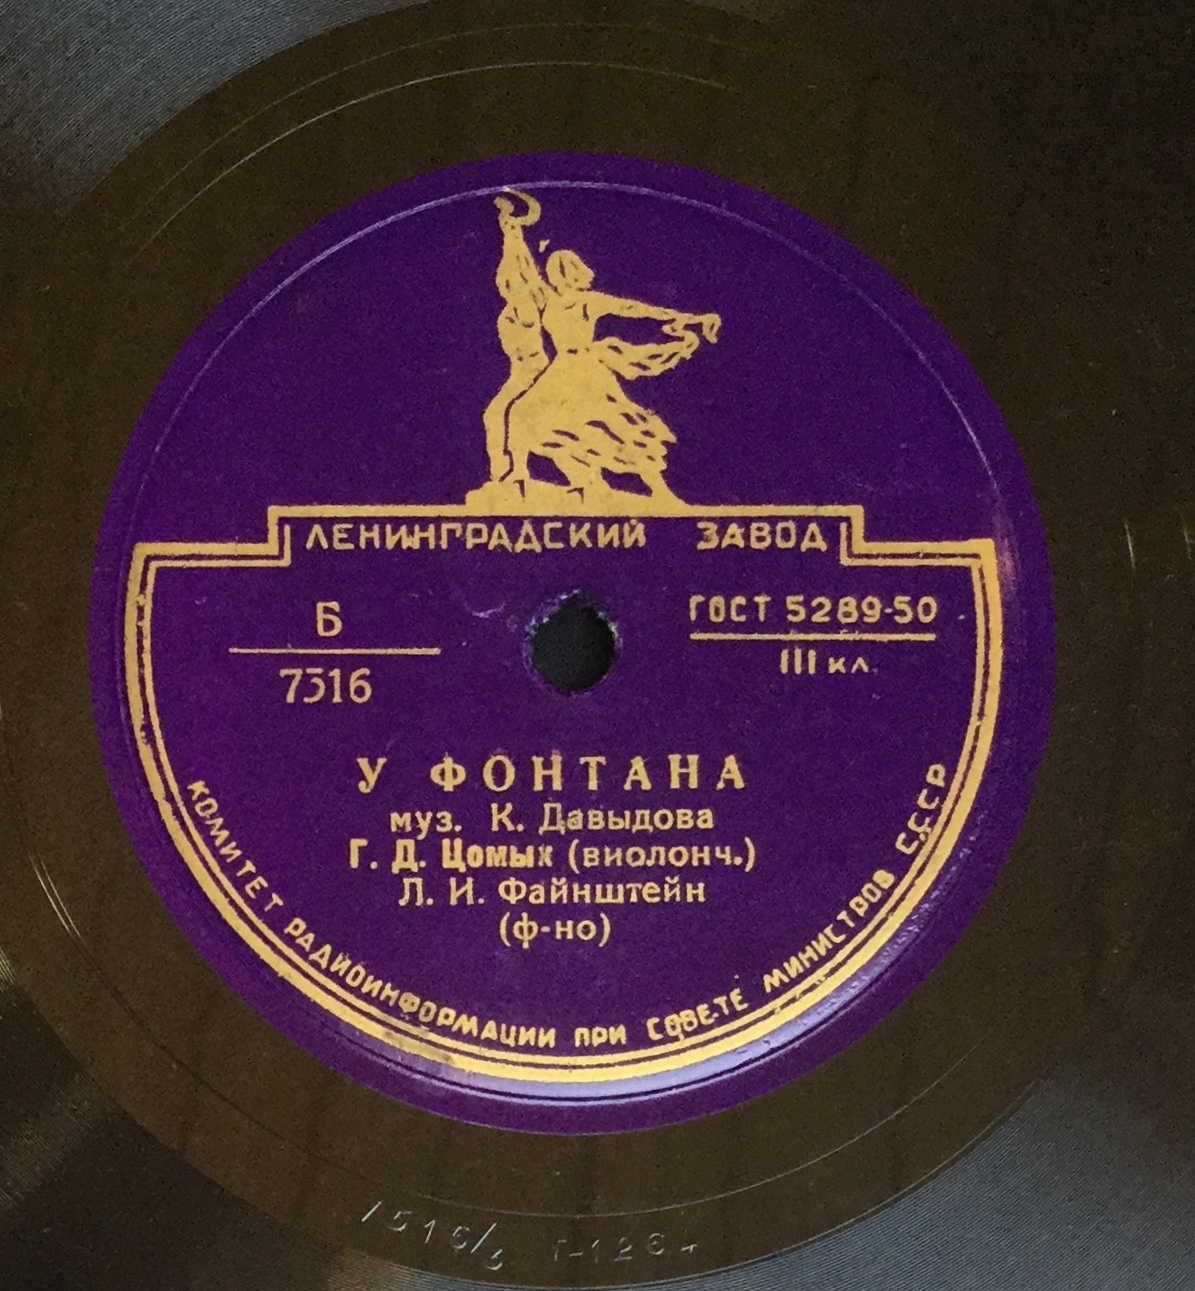 ЛЕНИНГРАДСКИЙ ЗАВОД
Б
7316
ГОСТ 5289-50
III кл.
У ФОНТАНА
муз. К. Давыдова
Г. Д. Цомык (виолонч.)
Л. И. Файнштейн
(ф-но)
КОМИТЕТ РАДИОИНФОРМАЦИИ ПРИ СОВЕТЕ МИНИСТРОВ СССР